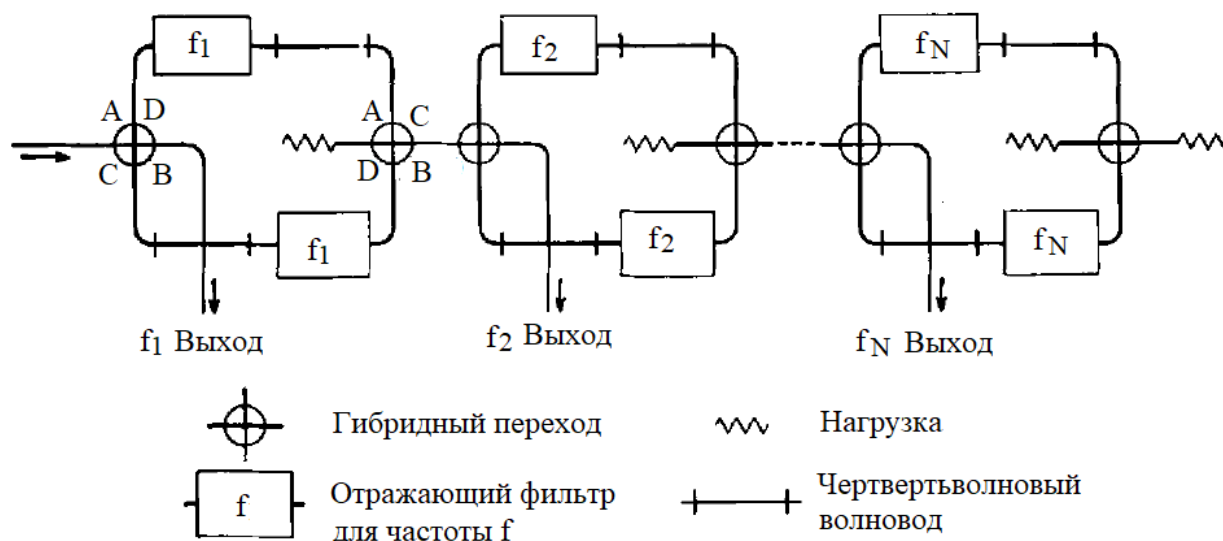 f1 f2 fN
A D A C
C B D B
f1 f2 fN
f1 Выход f2 Выход fN Выход
Гибридный переход Нагрузка
f Отражающий фильтр для частоты f
Чертвертьволновый волновод